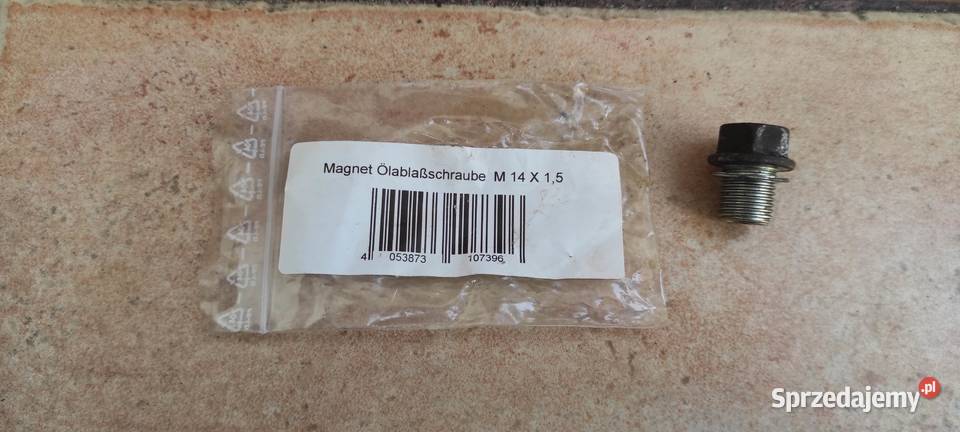 Magnet Ölablaßschraube M 14 X 1,5
4 053873 107396
Sprzedajemy.pl